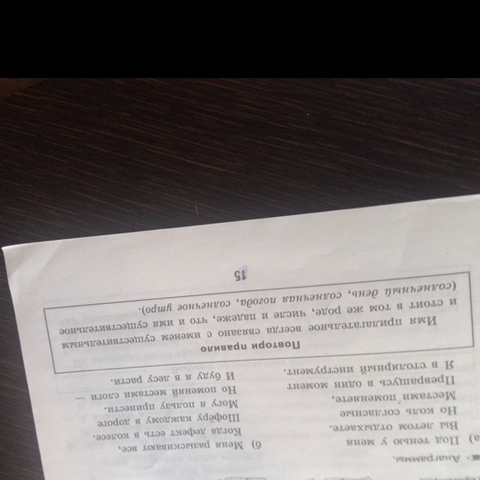 Анаграммы.
а) Под тенью у меня
Вы летом отдыхаете.
Но коль согласные
Местами поменяете,
Превращусь в один момент
Я в столярный инструмент.
б) Меня разыскивают все,
Когда дефект есть в колесе.
Шофёру каждому в дороге
Могу я пользу принести.
Но поменяй местами слоги —
И буду я в лесу расти.
Повтори правило
Имя прилагательное всегда связано с именем существительным
и стоит в том же роде, числе и падеже, что и имя существительное
(солнечный день, солнечная погода, солнечное утро).
15